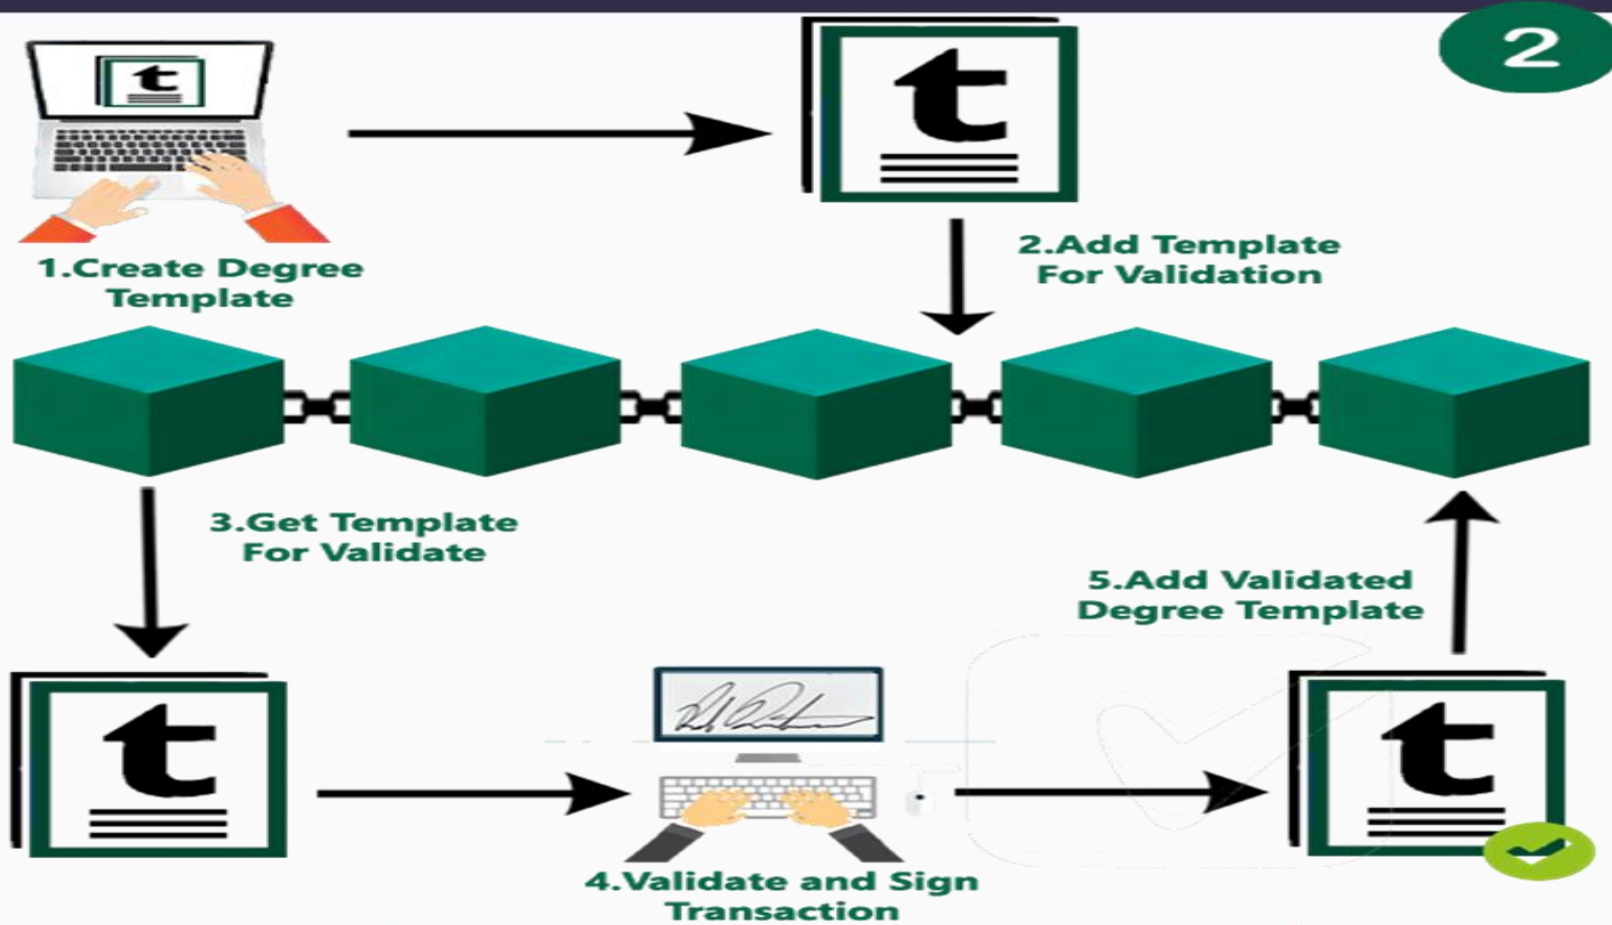 2
t
t
1.Create Degree
Template
2.Add Template
For Validation
3.Get Template
For Validate
5.Add Validated
Degree Template
t
t
4.Validate and Sign
Transaction